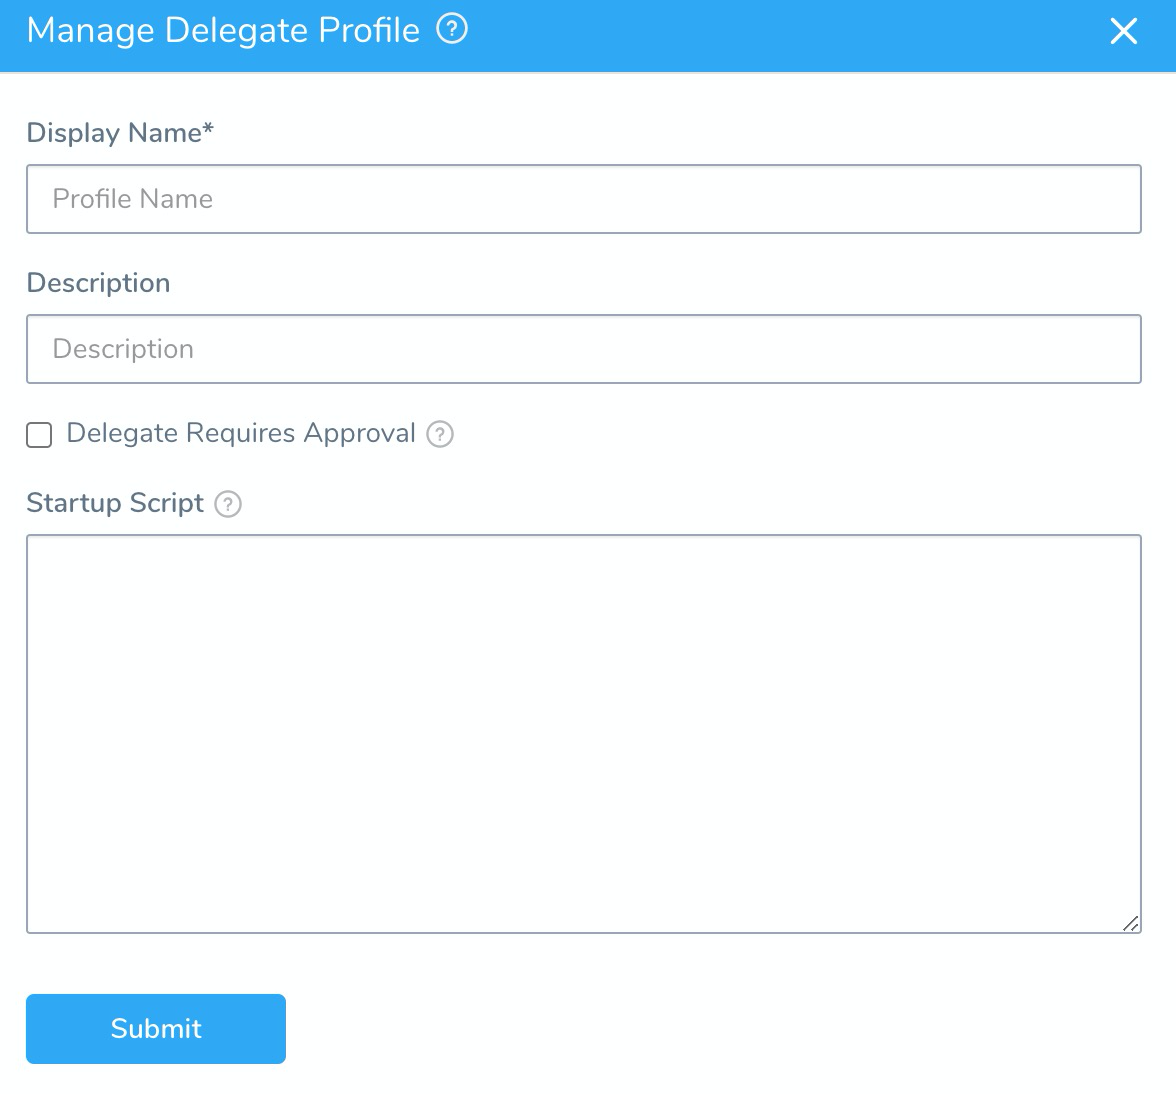 Manage Delegate Profile ?
Display Name*
Profile Name
Description
Description
Delegate Requires Approval ?
Startup Script ?
Submit